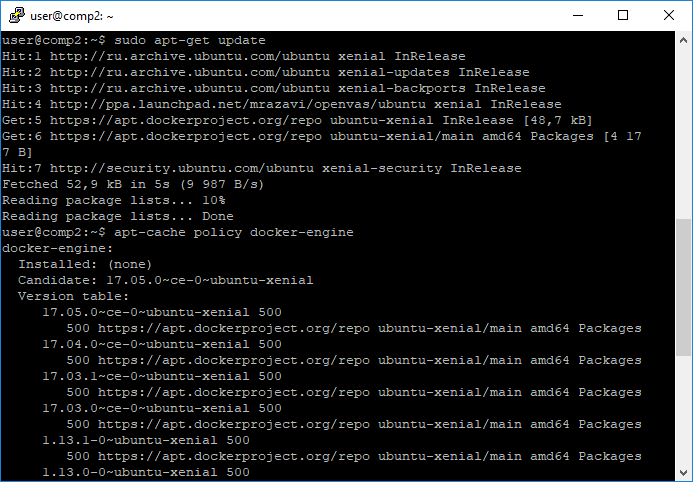 user@comp2: ~
user@comp2:~$ sudo apt-get update
Hit:1 http://ru.archive.ubuntu.com/ubuntu xenial InRelease
Hit:2 http://ru.archive.ubuntu.com/ubuntu xenial-updates InRelease
Hit:3 http://ru.archive.ubuntu.com/ubuntu xenial-backports InRelease
Hit:4 http://ppa.launchpad.net/mrazavi/openvas/ubuntu xenial InRelease
Get:5 https://apt.dockerproject.org/repo ubuntu-xenial InRelease [48,7 kB]
Get:6 https://apt.dockerproject.org/repo ubuntu-xenial/main amd64 Packages [4 17
7 B]
Hit:7 http://security.ubuntu.com/ubuntu xenial-security InRelease
Fetched 52,9 kB in 5s (9 987 B/s)
Reading package lists... 10%
Reading package lists... Done
user@comp2:~$ apt-cache policy docker-engine
docker-engine:
  Installed: (none)
  Candidate: 17.05.0~ce-0~ubuntu-xenial
  Version table:
     17.05.0~ce-0~ubuntu-xenial 500
        500 https://apt.dockerproject.org/repo ubuntu-xenial/main amd64 Packages
     17.04.0~ce-0~ubuntu-xenial 500
        500 https://apt.dockerproject.org/repo ubuntu-xenial/main amd64 Packages
     17.03.1~ce-0~ubuntu-xenial 500
        500 https://apt.dockerproject.org/repo ubuntu-xenial/main amd64 Packages
     17.03.0~ce-0~ubuntu-xenial 500
        500 https://apt.dockerproject.org/repo ubuntu-xenial/main amd64 Packages
     1.13.1-0~ubuntu-xenial 500
        500 https://apt.dockerproject.org/repo ubuntu-xenial/main amd64 Packages
     1.13.0-0~ubuntu-xenial 500